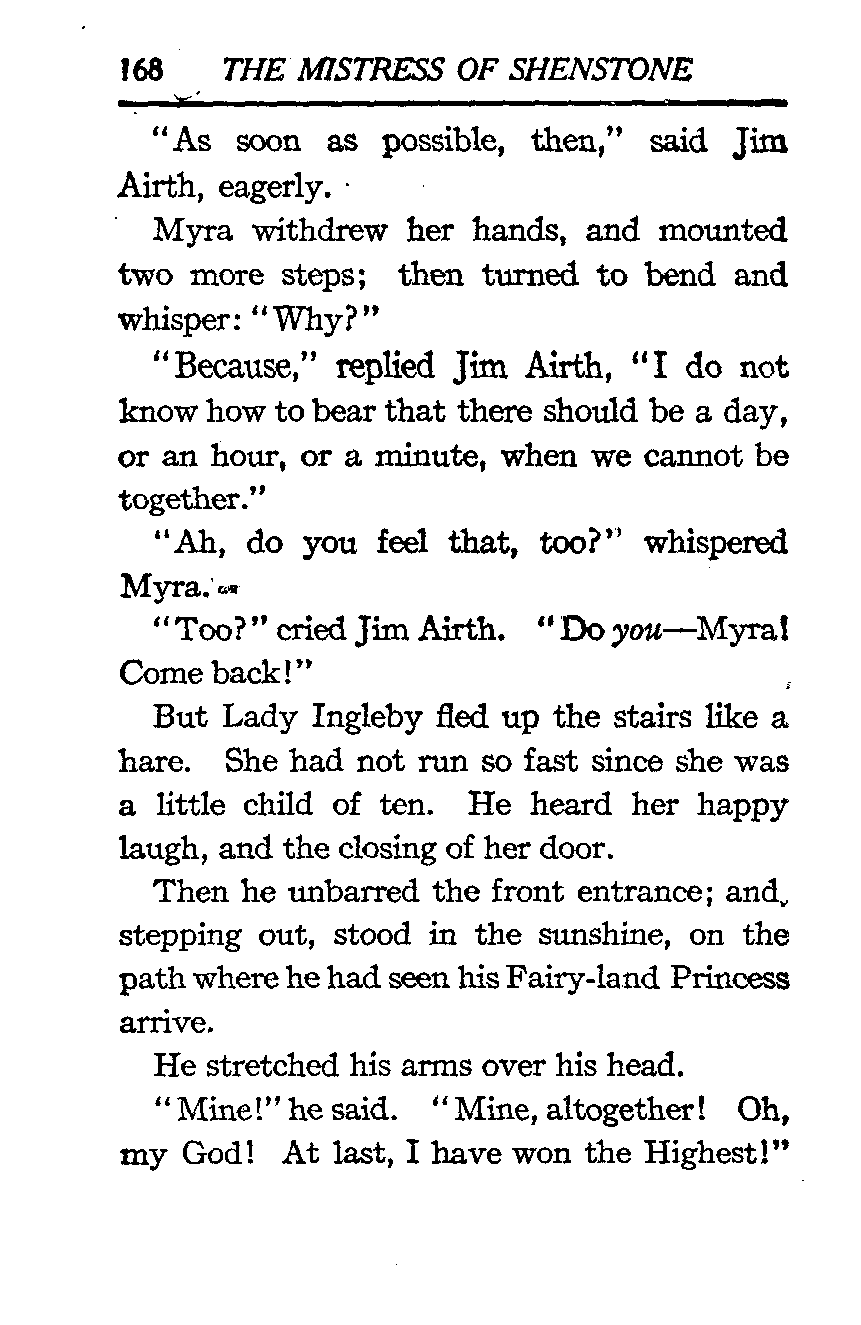 168 THE MISTRESS OF SHENSTONE
“As soon as possible, then,” said Jim
Airth, eagerly.
Myra withdrew her hands, and mounted
two more steps; then turned to bend and
whisper: “Why?”
“Because,” replied Jim Airth, “I do not
know how to bear that there should be a day,
or an hour, or a minute, when we cannot be
together.”
“Ah, do you feel that, too?” whispered
Myra.
“Too?” cried Jim Airth. “Do you—Myra!
Come back!”
But Lady Ingleby fled up the stairs like a
hare. She had not run so fast since she was
a little child of ten. He heard her happy
laugh, and the closing of her door.
Then he unbarred the front entrance; and,
stepping out, stood in the sunshine, on the
path where he had seen his Fairy-land Princess
arrive.
He stretched his arms over his head.
“Mine!” he said. “Mine, altogether! Oh,
my God! At last, I have won the Highest!”